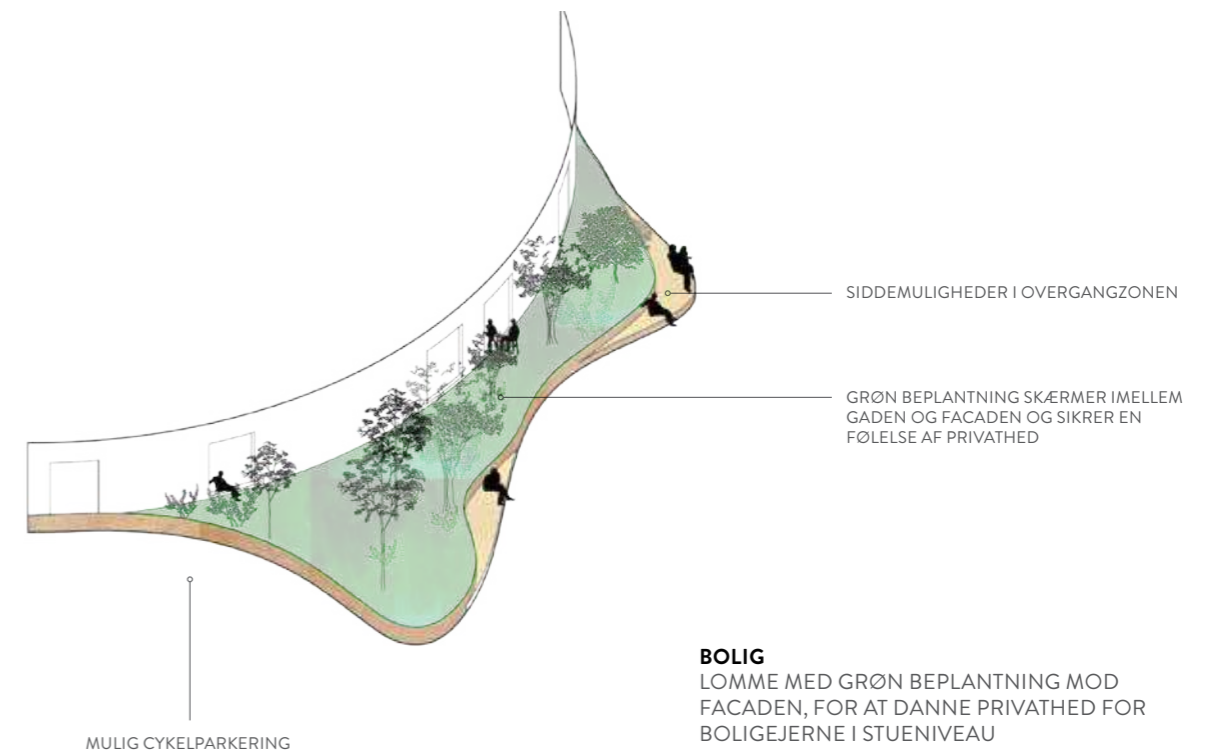 SIDDEMULIGHEDER I OVERGANGZONEN
GRØN BEPLANTNING SKÆRMER IMELLEM
GADEN OG FACADEN OG SIKRER EN
FØLELSE AF PRIVATHED
BOLIG
LOMME MED GRØN BEPLANTNING MOD
FACADEN, FOR AT DANNE PRIVATHED FOR
BOLIGEJERNE I STUENIVEAU
MULIG CYKELPARKERING